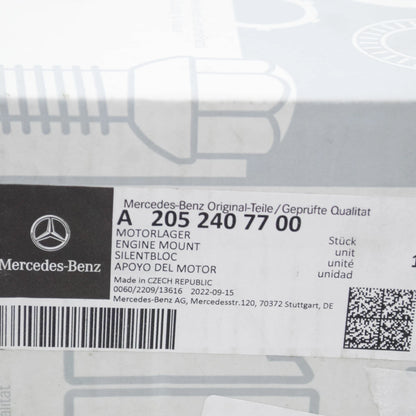 Mercedes-Benz Original-Teile/Geprüfte Qualitat
A 205 240 77 00
MOTORLAGER
ENGINE MOUNT
SILENTBLOC
APOYO DEL MOTOR
Stück
unit
unité
unidad
1
Mercedes-Benz
Made in CZECH REPUBLIC
0060/2209/13616 2022-09-15
Mercedes-Benz AG, Mercedesstr.120, 70372 Stuttgart, DE